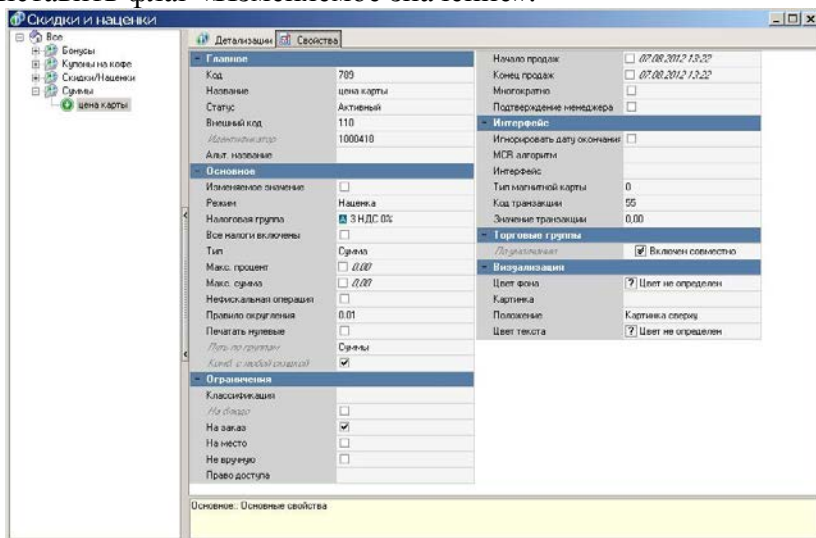 ставить флаг «Изменяемое значение».
Скидки и наценки
Все
Бонусы
Купоны на кофе
Скидки/Наценки
Суммы
цена карты
Детализации Свойства
Главное
Код 789
Название цена карты
Статус Активный
Внешний код 110
Идентификатор 1000410
Альт. название
Основное
Изменяемое значение
Режим Наценка
Налоговая группа 3 НДС 0%
Все налоги включены
Тип Сумма
Макс. процент 0,00
Макс. сумма 0,00
Нефискальная операция
Правило округления 0.01
Печатать нулевые
Путь по группам Суммы
Комб. с любой скидкой
Ограничения
Классификация
На блюдо
На заказ
На место
Не вручную
Право доступа
Начало продаж 07.08.2012 13:22
Конец продаж 07.08.2012 13:22
Многократно
Подтверждение менеджера
Интерфейс
Игнорировать дату окончания
MCR алгоритм
Интерфейс
Тип магнитной карты 0
Код транзакции 55
Значение транзакции 0,00
Торговые группы
По умолчанию Включен совместно
Визуализация
Цвет фона ? Цвет не определен
Картинка
Положение Картинка сверху
Цвет текста ? Цвет не определен
Основное:: Основные свойства